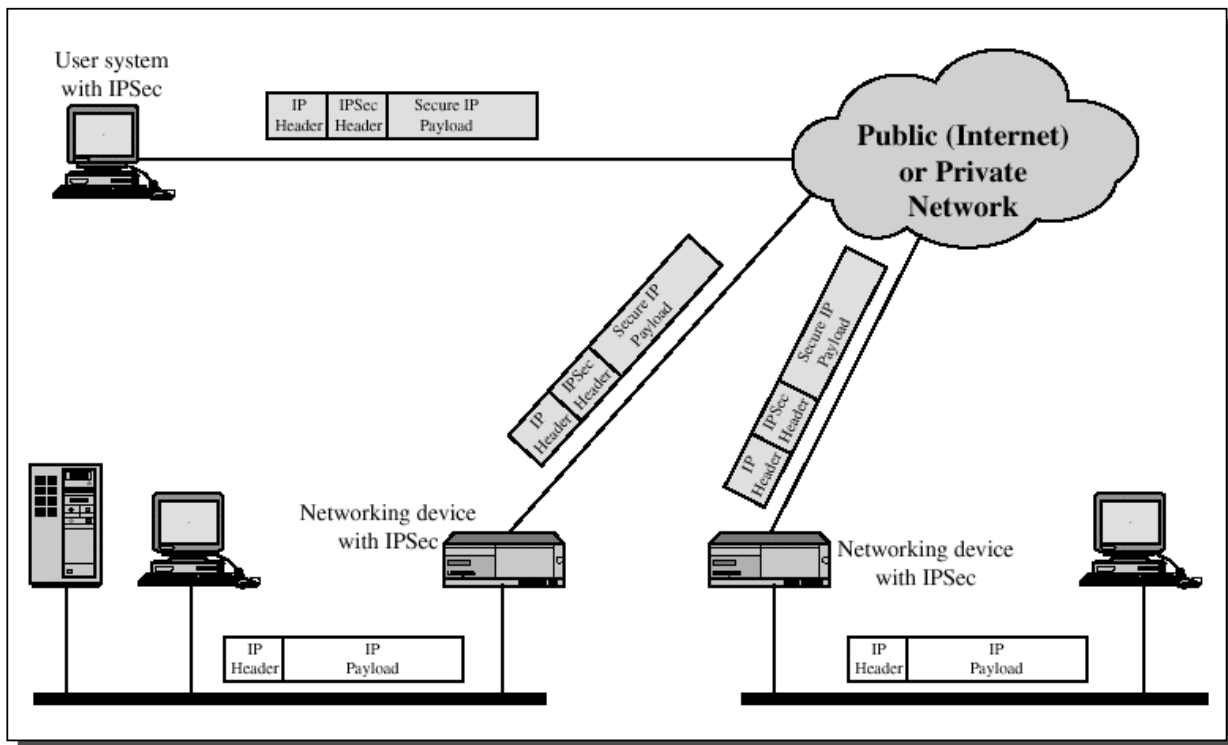 User system
with IPSec
IP
Header
IPSec
Header
Secure IP
Payload
Public (Internet)
or Private
Network
IP
Header
IPSec
Header
Secure IP
Payload
IP
Header
IPSec
Header
Secure IP
Payload
Networking device
with IPSec
Networking device
with IPSec
IP
Header
IP
Payload
IP
Header
IP
Payload